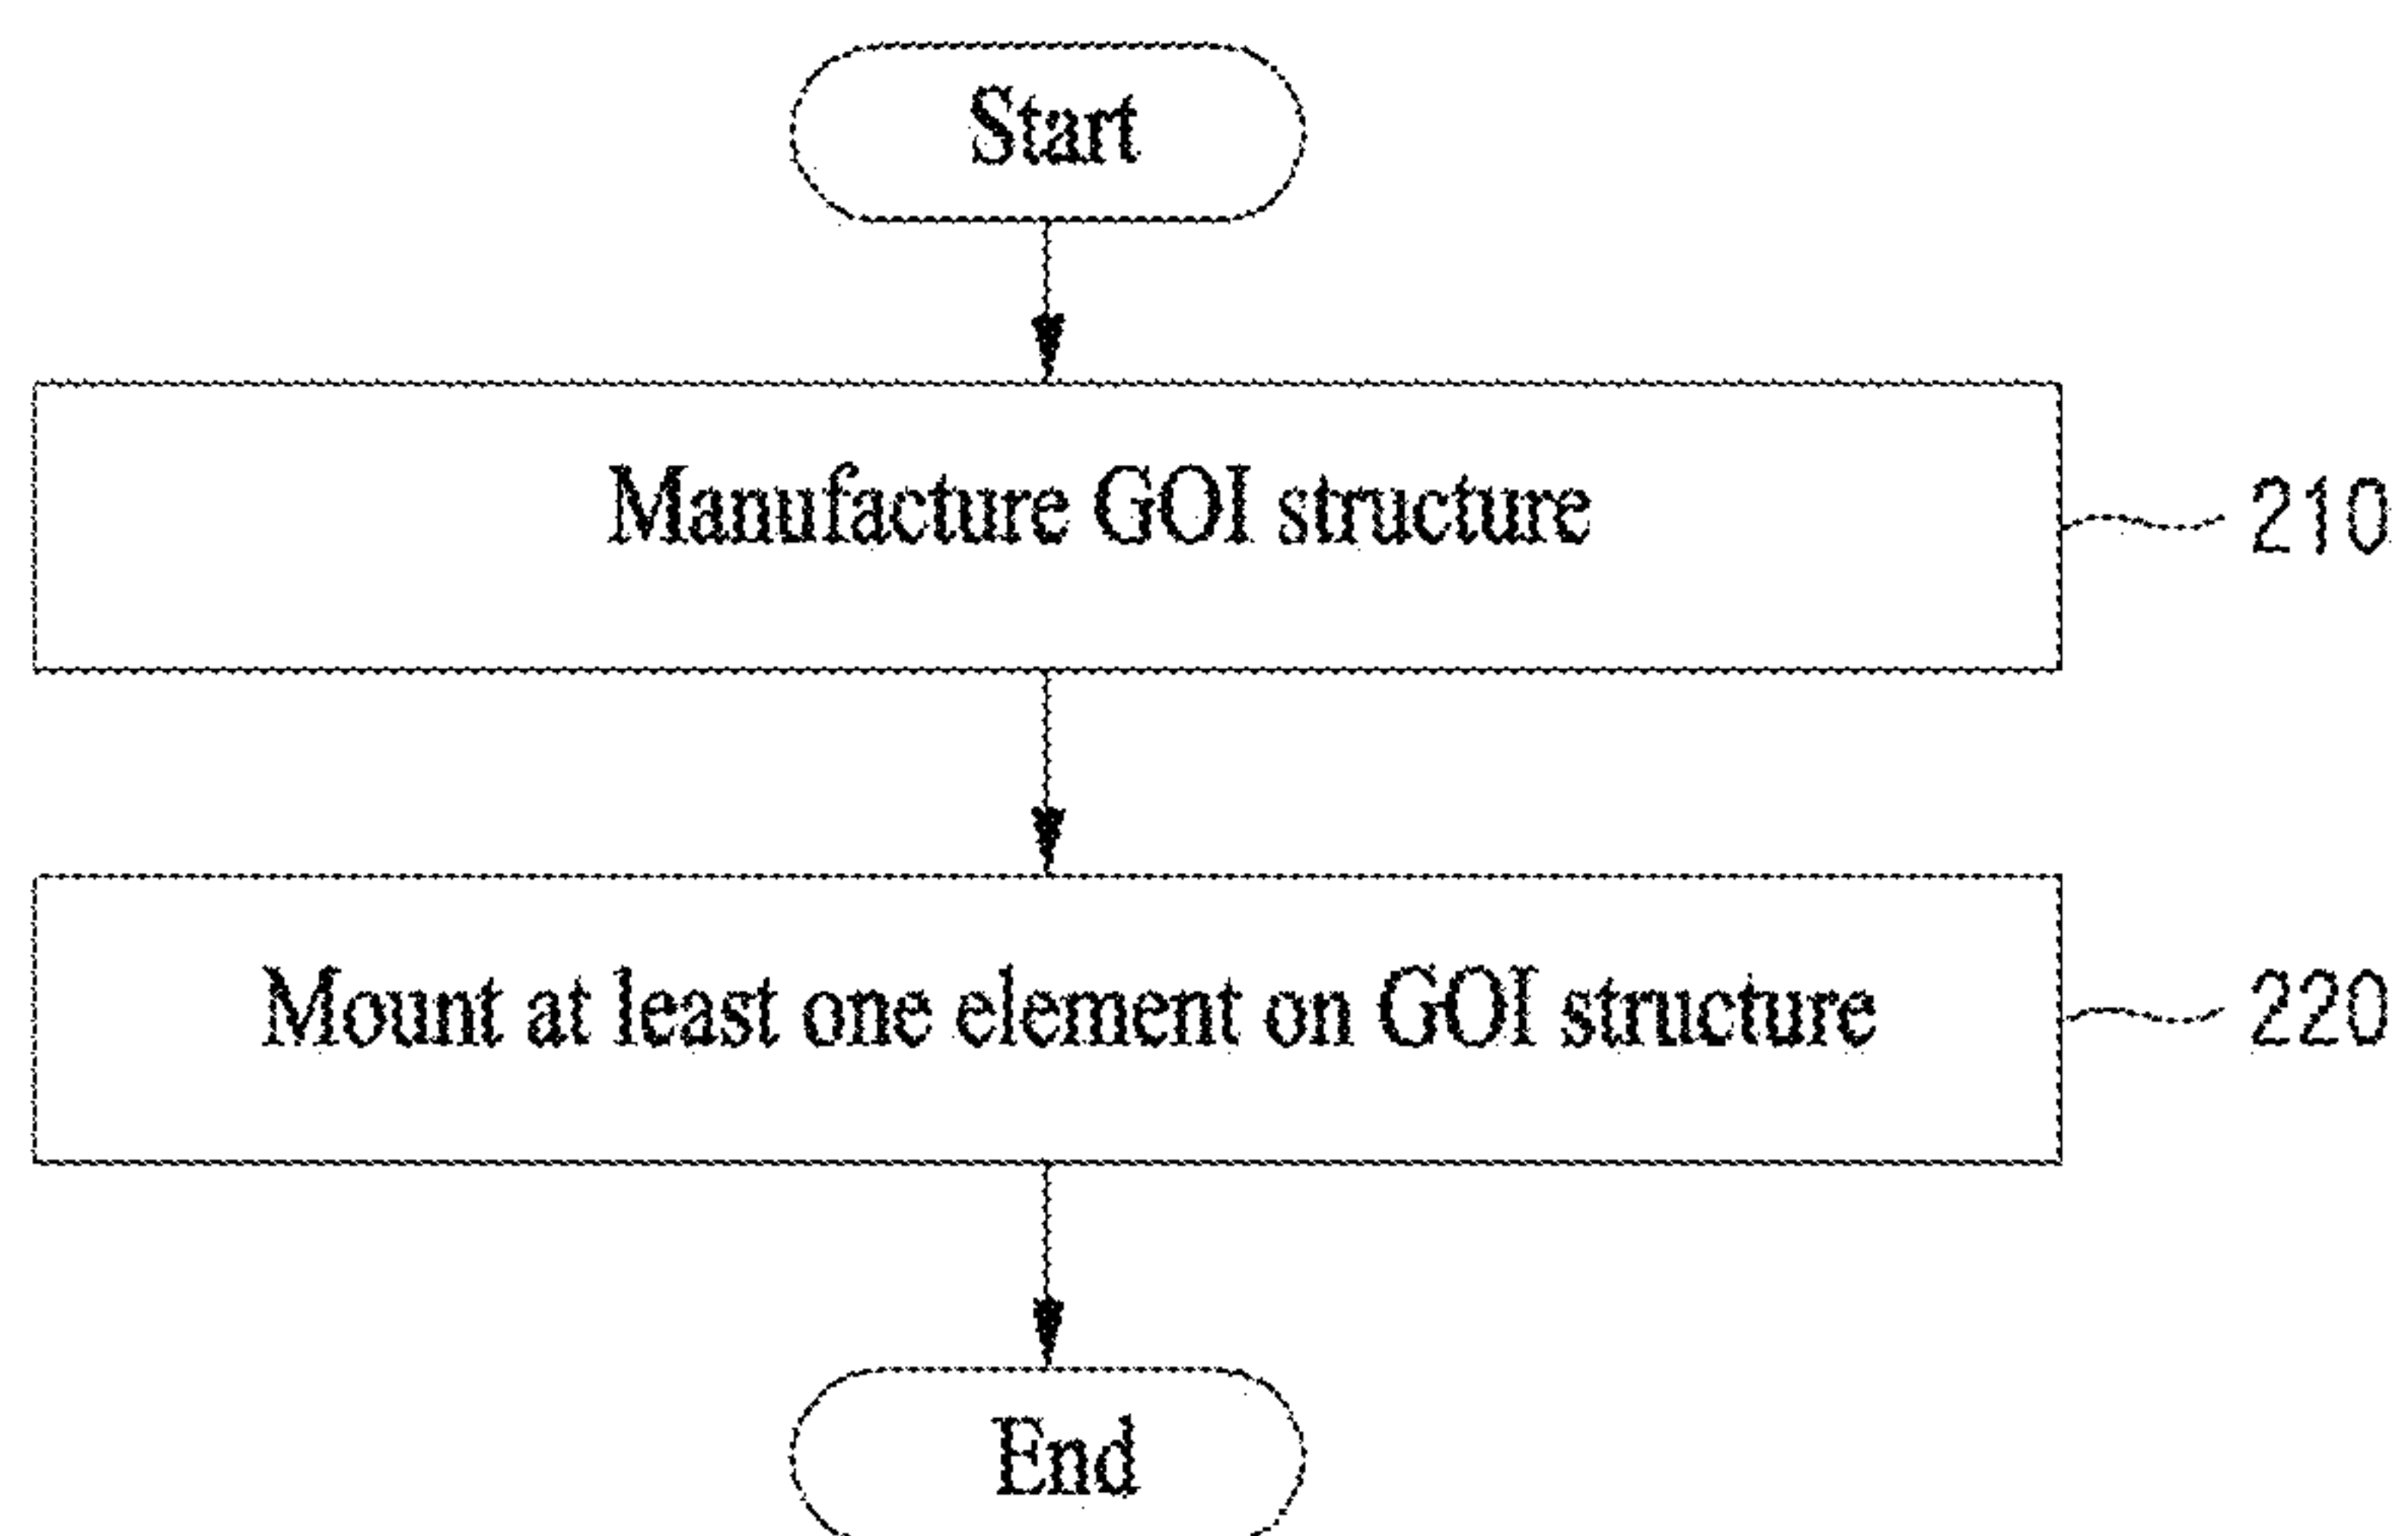 Start
Manufacture GOI structure
210
Mount at least one element on GOI structure
220
End